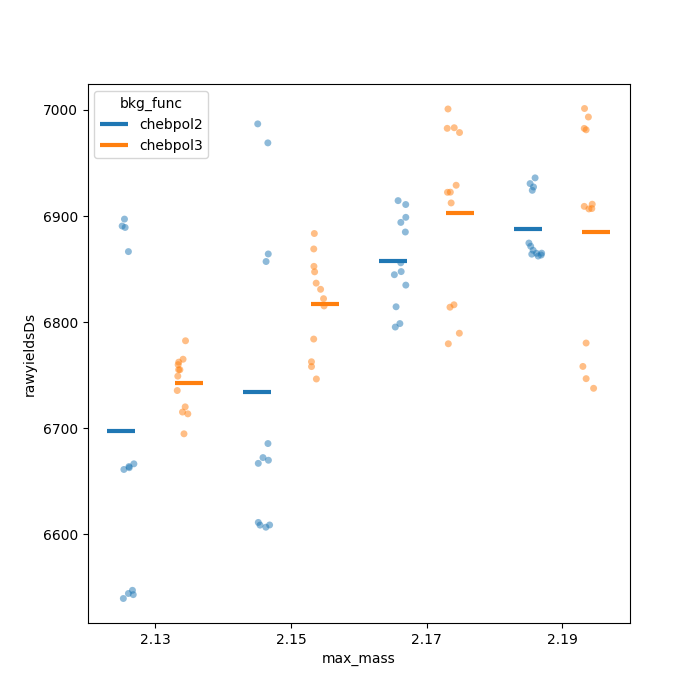 bkg_func
chebpol2
chebpol3
7000
6900
6800
6700
6600
rawyieldsDs
2.13 2.15 2.17 2.19
max_mass